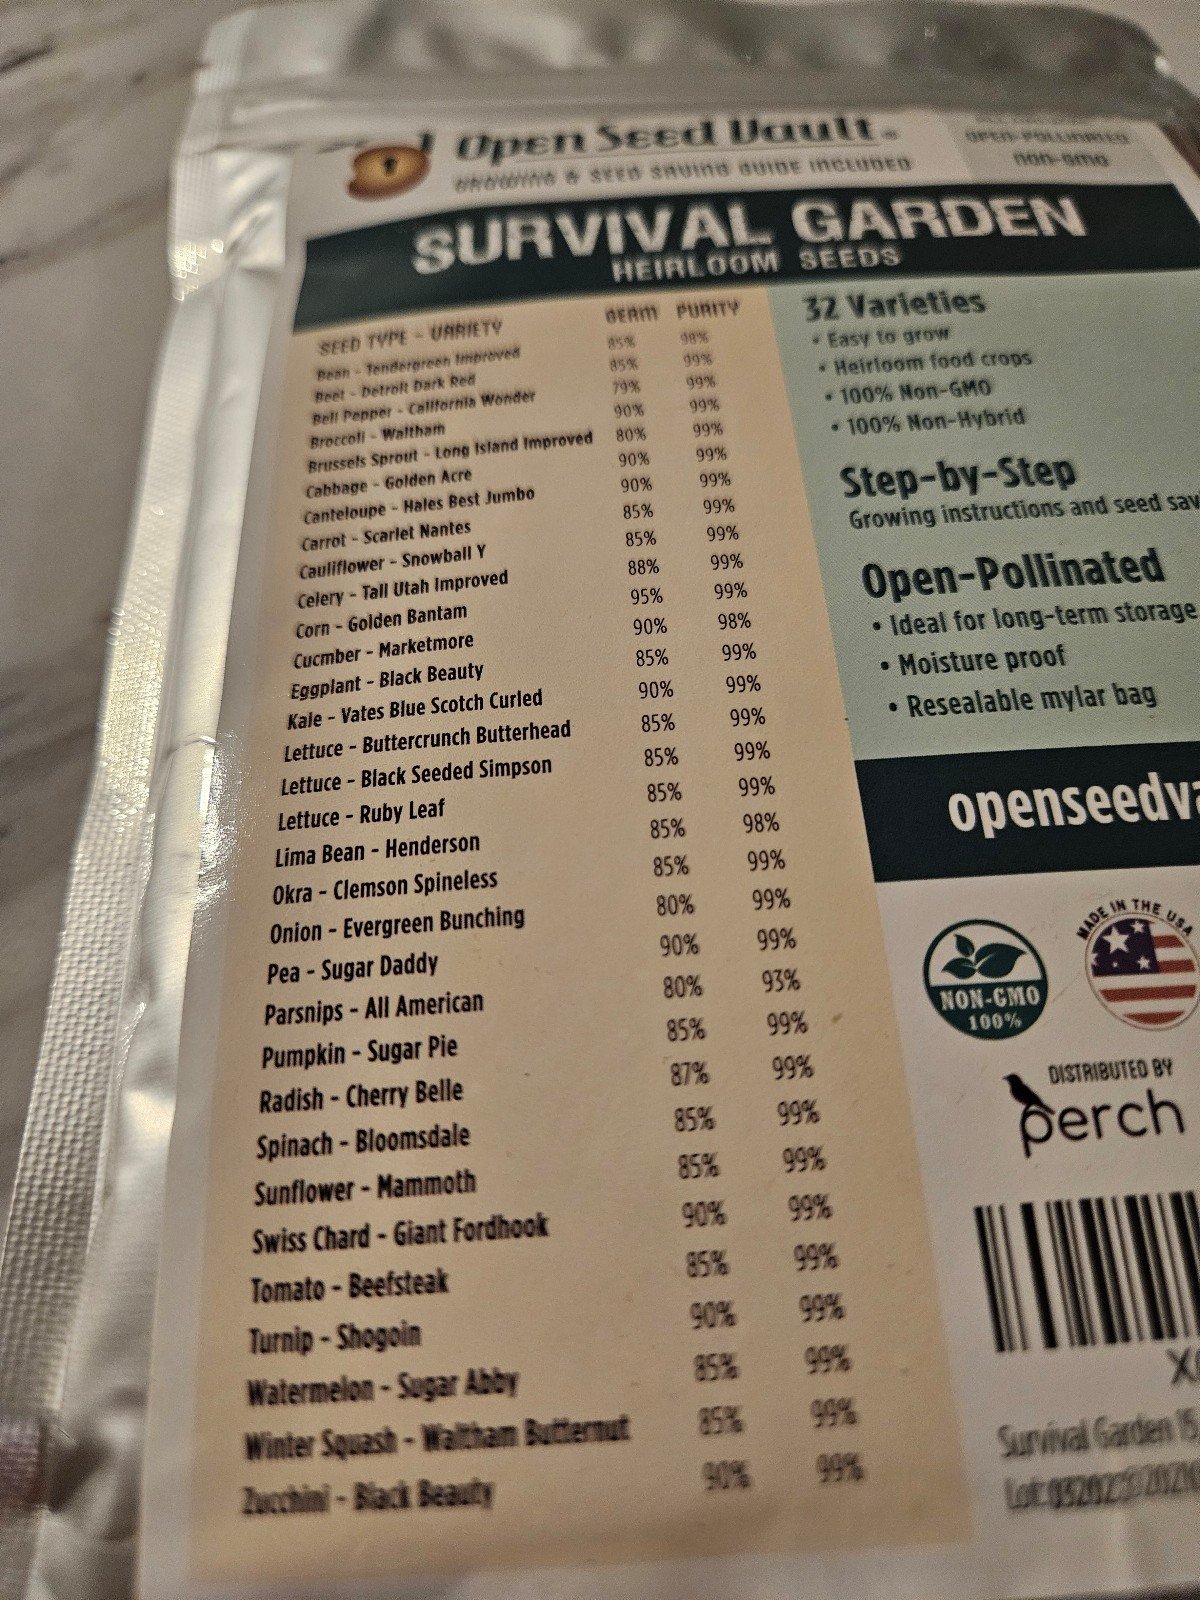 Open Seed Vault
GROWING & SEED SAVING GUIDE INCLUDED
OPEN-POLLINATED
non-GMO
SURVIVAL GARDEN
HEIRLOOM SEEDS
SEED TYPE - VARIETY GERM PURITY
Bean - Tendergreen Improved 85% 98%
Beet - Detroit Dark Red 85% 99%
Bell Pepper - California Wonder 79% 99%
Broccoli - Waltham 90% 99%
Brussels Sprout - Long Island Improved 80% 99%
Cabbage - Golden Acre 90% 99%
Canteloupe - Hales Best Jumbo 90% 99%
Carrot - Scarlet Nantes 85% 99%
Cauliflower - Snowball Y 85% 99%
Celery - Tall Utah Improved 88% 99%
Corn - Golden Bantam 95% 99%
Cucmber - Marketmore 90% 98%
Eggplant - Black Beauty 85% 99%
Kale - Vates Blue Scotch Curled 90% 99%
Lettuce - Buttercrunch Butterhead 85% 99%
Lettuce - Black Seeded Simpson 85% 99%
Lettuce - Ruby Leaf 85% 99%
Lima Bean - Henderson 85% 98%
Okra - Clemson Spineless 85% 99%
Onion - Evergreen Bunching 80% 99%
Pea - Sugar Daddy 90% 99%
Parsnips - All American 80% 93%
Pumpkin - Sugar Pie 85% 99%
Radish - Cherry Belle 87% 99%
Spinach - Bloomsdale 85% 99%
Sunflower - Mammoth 85% 99%
Swiss Chard - Giant Fordhook 90% 99%
Tomato - Beefsteak 85% 99%
Turnip - Shogoin 90% 99%
Watermelon - Sugar Abby 85% 99%
Winter Squash - Waltham Butternut 85% 99%
Zucchini - Black Beauty 90% 99%
32 Varieties
• Easy to grow
• Heirloom food crops
• 100% Non-GMO
• 100% Non-Hybrid
Step-by-Step
Growing instructions and seed sav
Open-Pollinated
• Ideal for long-term storage
• Moisture proof
• Resealable mylar bag
openseedva
NON-GMO
100%
MADE IN THE USA
DISTRIBUTED BY
perch
X0
Survival Garden 15